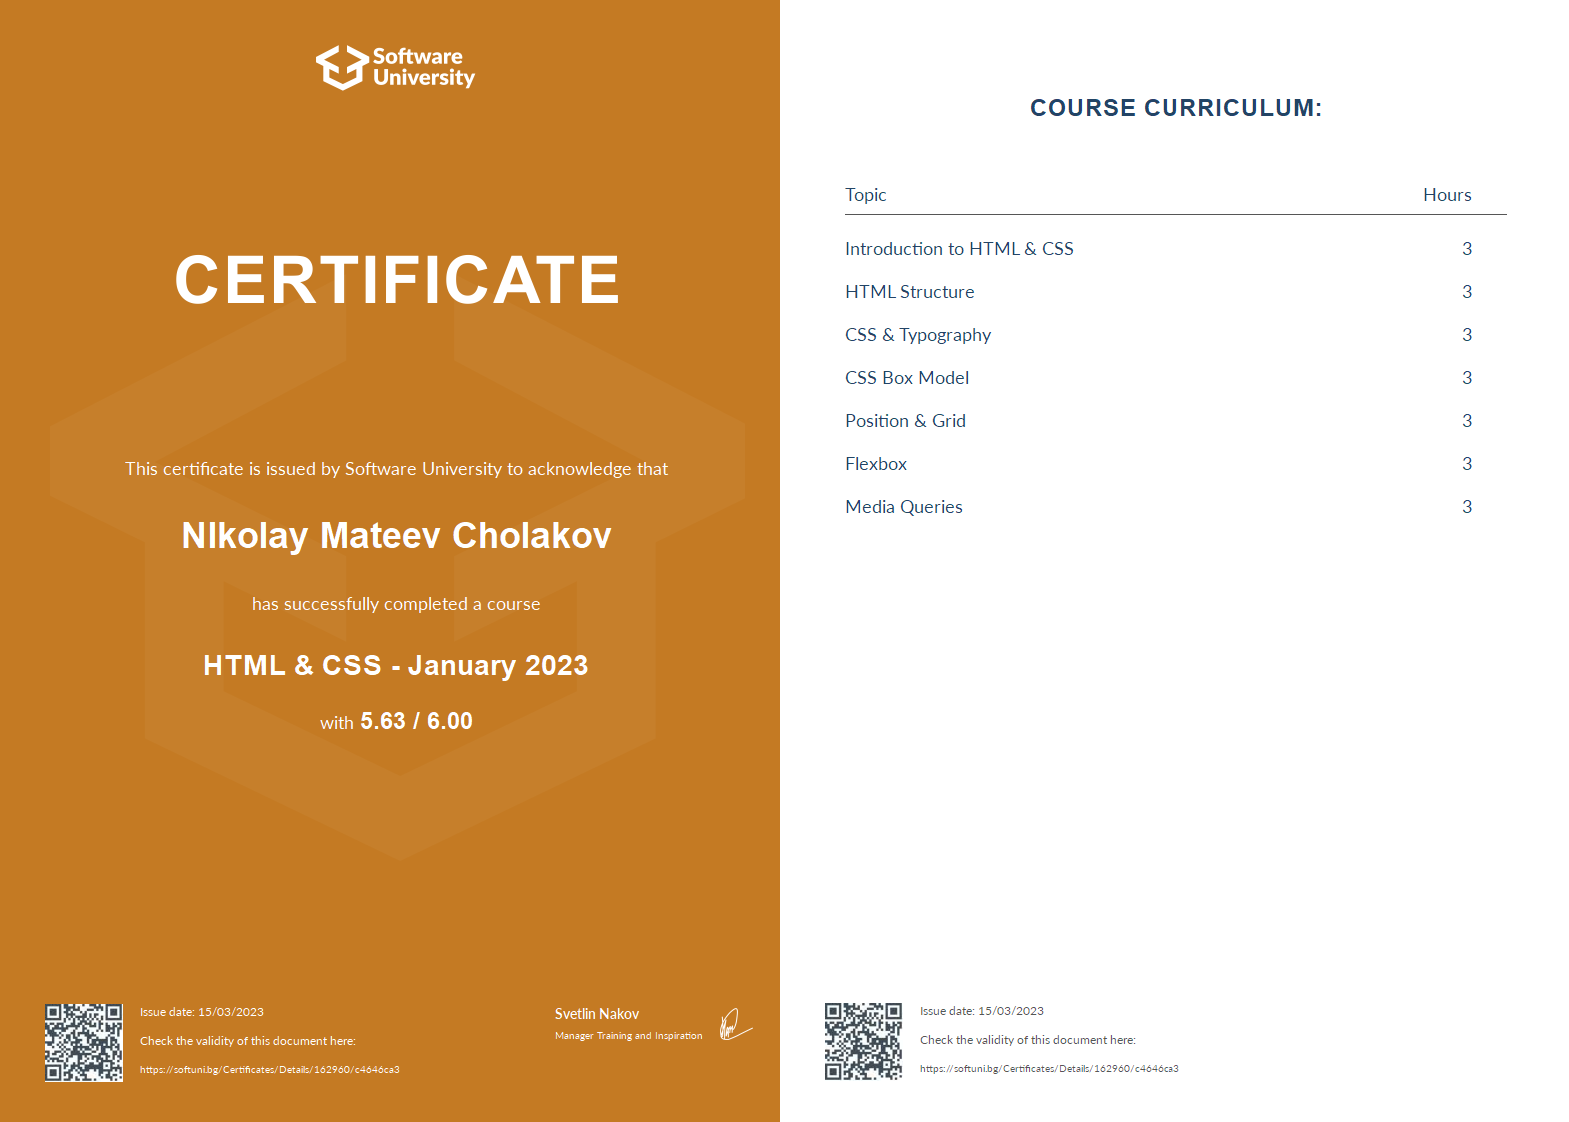 Software
University
CERTIFICATE
This certificate is issued by Software University to acknowledge that
NIkolay Mateev Cholakov
has successfully completed a course
HTML & CSS - January 2023
with 5.63 / 6.00
Issue date: 15/03/2023
Check the validity of this document here:
https://softuni.bg/Certificates/Details/162960/c4646ca3
Svetlin Nakov
Manager Training and Inspiration
COURSE CURRICULUM:
Topic Hours
Introduction to HTML & CSS 3
HTML Structure 3
CSS & Typography 3
CSS Box Model 3
Position & Grid 3
Flexbox 3
Media Queries 3
Issue date: 15/03/2023
Check the validity of this document here:
https://softuni.bg/Certificates/Details/162960/c4646ca3